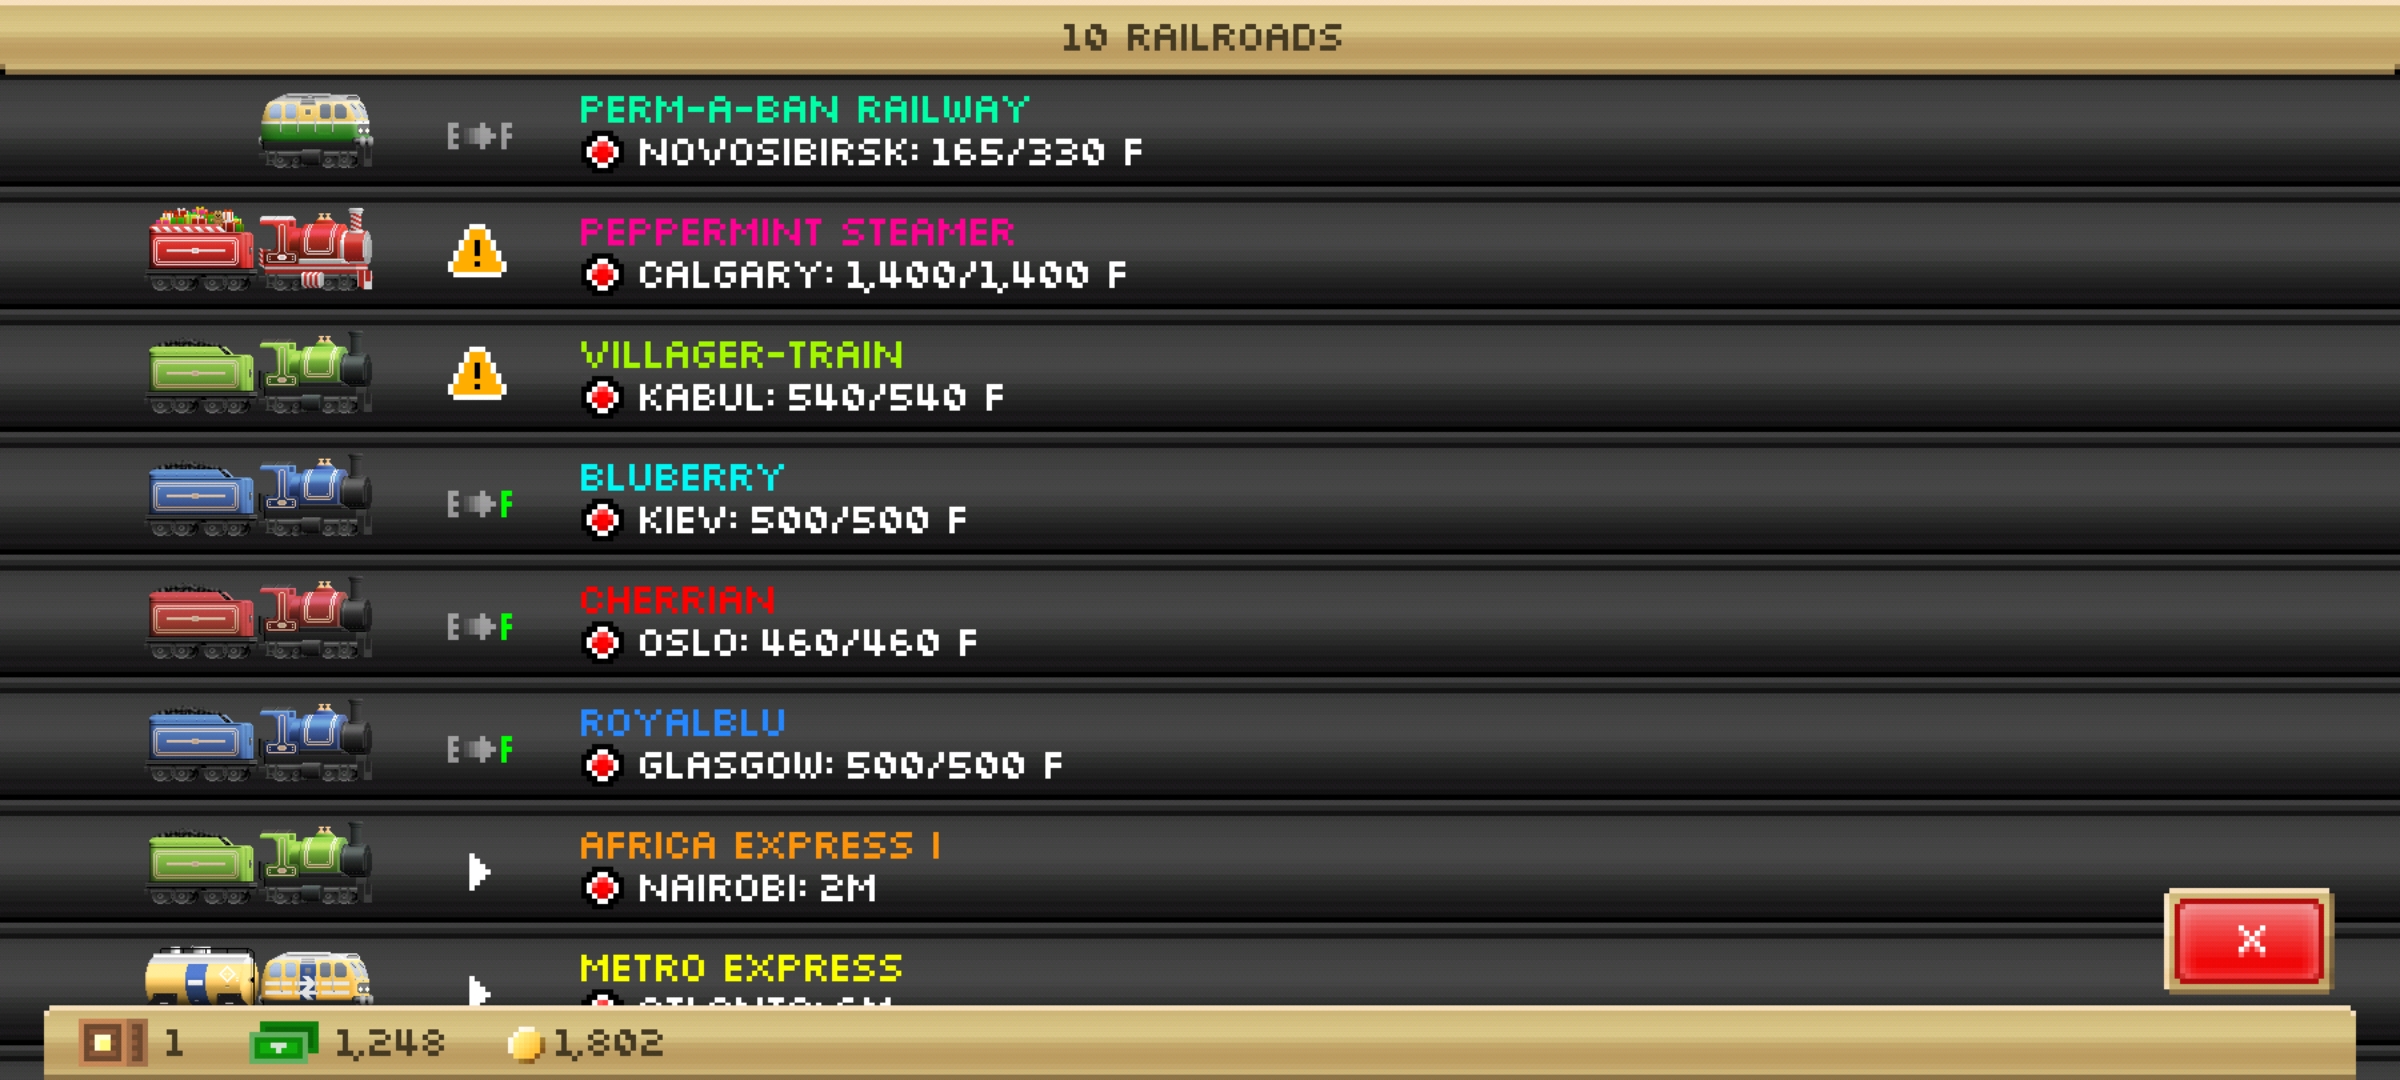 10 RAILROADS
E F
PERM-A-BAN RAILWAY
NOVOSIBIRSK: 165/330 F
!
PEPPERMINT STEAMER
CALGARY: 1,400/1,400 F
!
VILLAGER-TRAIN
KABUL: 540/540 F
E F
BLUBERRY
KIEV: 500/500 F
E F
CHERRIAN
OSLO: 460/460 F
E F
ROYALBLU
GLASGOW: 500/500 F
AFRICA EXPRESS I
NAIROBI: 2M
METRO EXPRESS
X
1 1,248 1,802